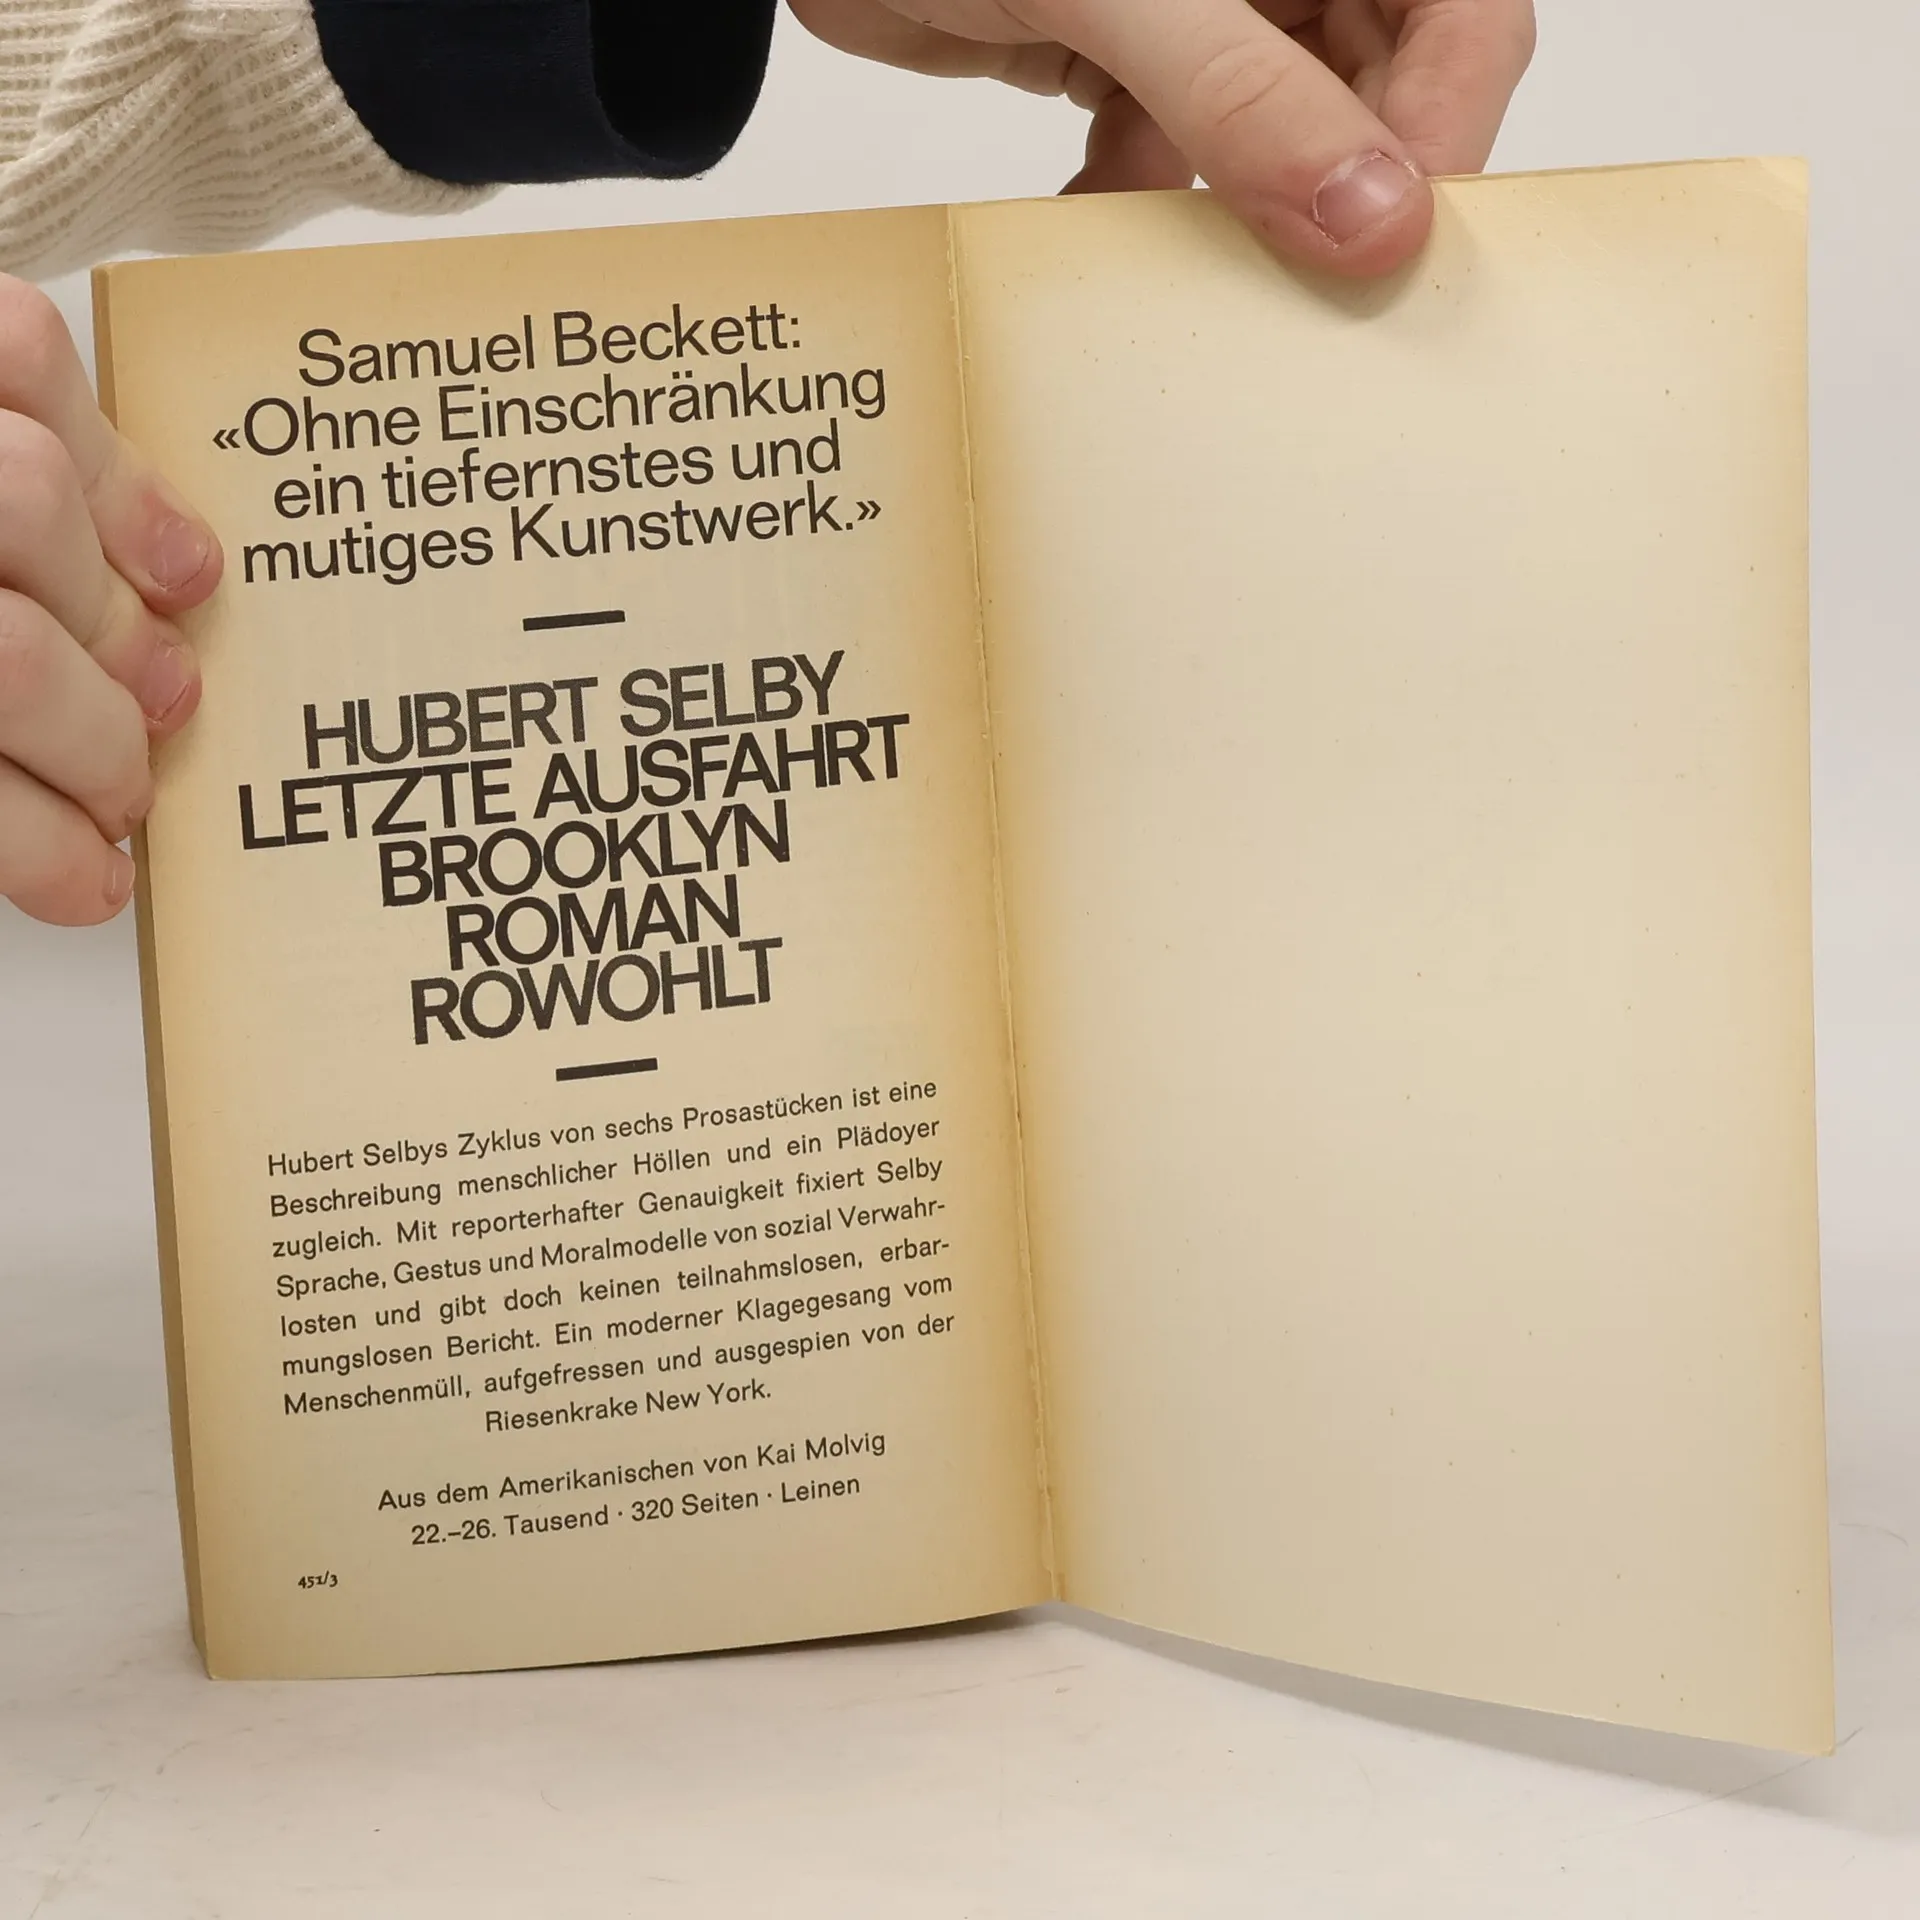 Samuel Beckett:
«Ohne Einschränkung
ein tiefernstes und
mutiges Kunstwerk.»
HUBERT SELBY
LETZTE AUSFAHRT
BROOKLYN
ROMAN
ROWOHLT
Hubert Selbys Zyklus von sechs Prosastücken ist eine
Beschreibung menschlicher Höllen und ein Plädoyer
zugleich. Mit reporterhafter Genauigkeit fixiert Selby
Sprache, Gestus und Moralmodelle von sozial Verwahr-
losten und gibt doch keinen teilnahmslosen, erbar-
mungslosen Bericht. Ein moderner Klagegesang vom
Menschenmüll, aufgefressen und ausgespien von der
Riesenkrake New York.
Aus dem Amerikanischen von Kai Molvig
22.–26. Tausend · 320 Seiten · Leinen
451/3